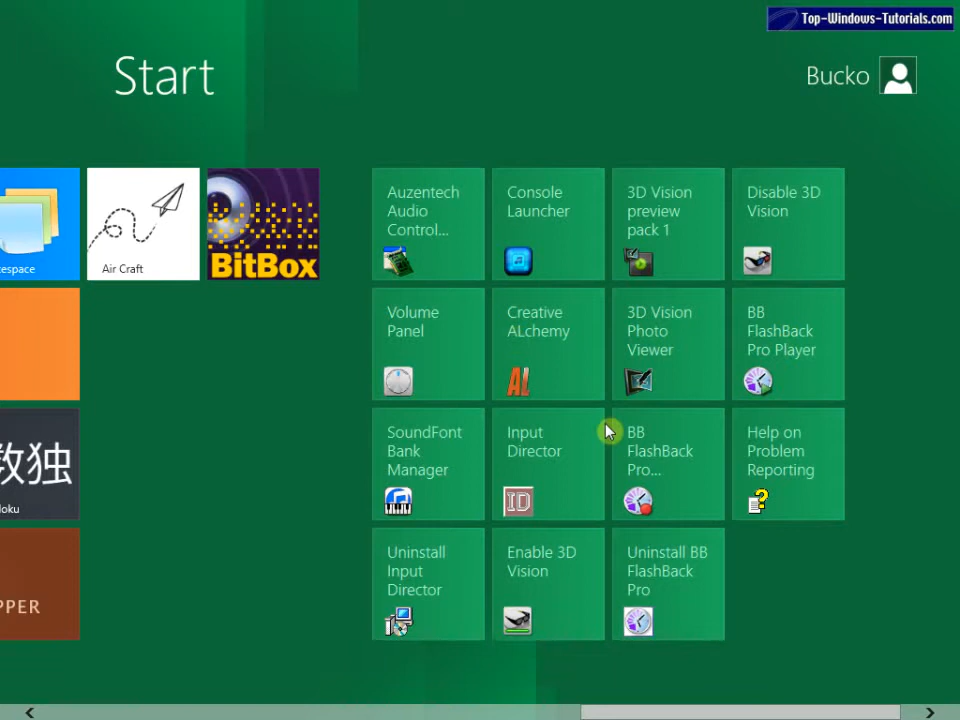 Top-Windows-Tutorials.com
Start
Bucko
espace
Air Craft
BitBox
Auzentech
Audio
Control...
Console
Launcher
3D Vision
preview
pack 1
Disable 3D
Vision
Volume
Panel
Creative
ALchemy
AL
3D Vision
Photo
Viewer
BB
FlashBack
Pro Player
数独
oku
SoundFont
Bank
Manager
Input
Director
ID
BB
FlashBack
Pro...
Help on
Problem
Reporting
PPER
Uninstall
Input
Director
Enable 3D
Vision
Uninstall BB
FlashBack
Pro